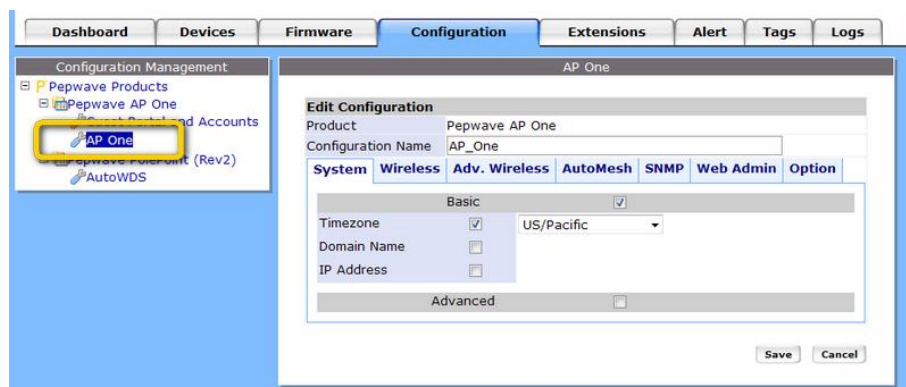 Dashboard Devices Firmware Configuration Extensions Alert Tags Logs
Configuration Management
Pepwave Products
Pepwave AP One
Guest Portal and Accounts
AP One
Pepwave PolePoint (Rev2)
AutoWDS
AP One
Edit Configuration
Product Pepwave AP One
Configuration Name AP_One
System Wireless Adv. Wireless AutoMesh SNMP Web Admin Option
Basic
Timezone US/Pacific
Domain Name
IP Address
Advanced
Save Cancel